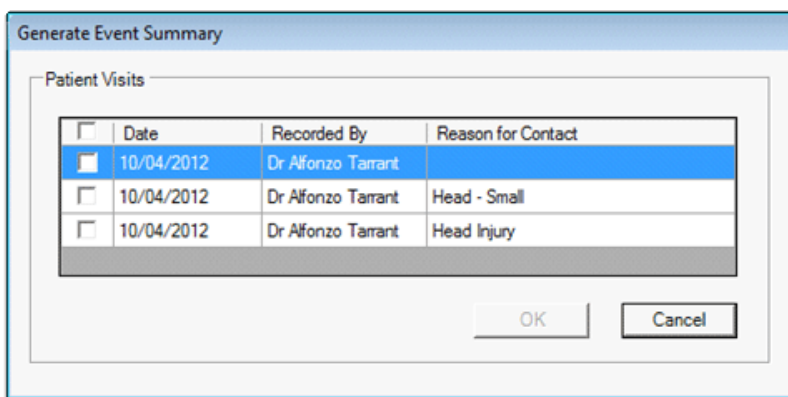 Generate Event Summary
Patient Visits
Date Recorded By Reason for Contact
10/04/2012 Dr Alfonzo Tarrant
10/04/2012 Dr Alfonzo Tarrant Head - Small
10/04/2012 Dr Alfonzo Tarrant Head Injury
OK Cancel